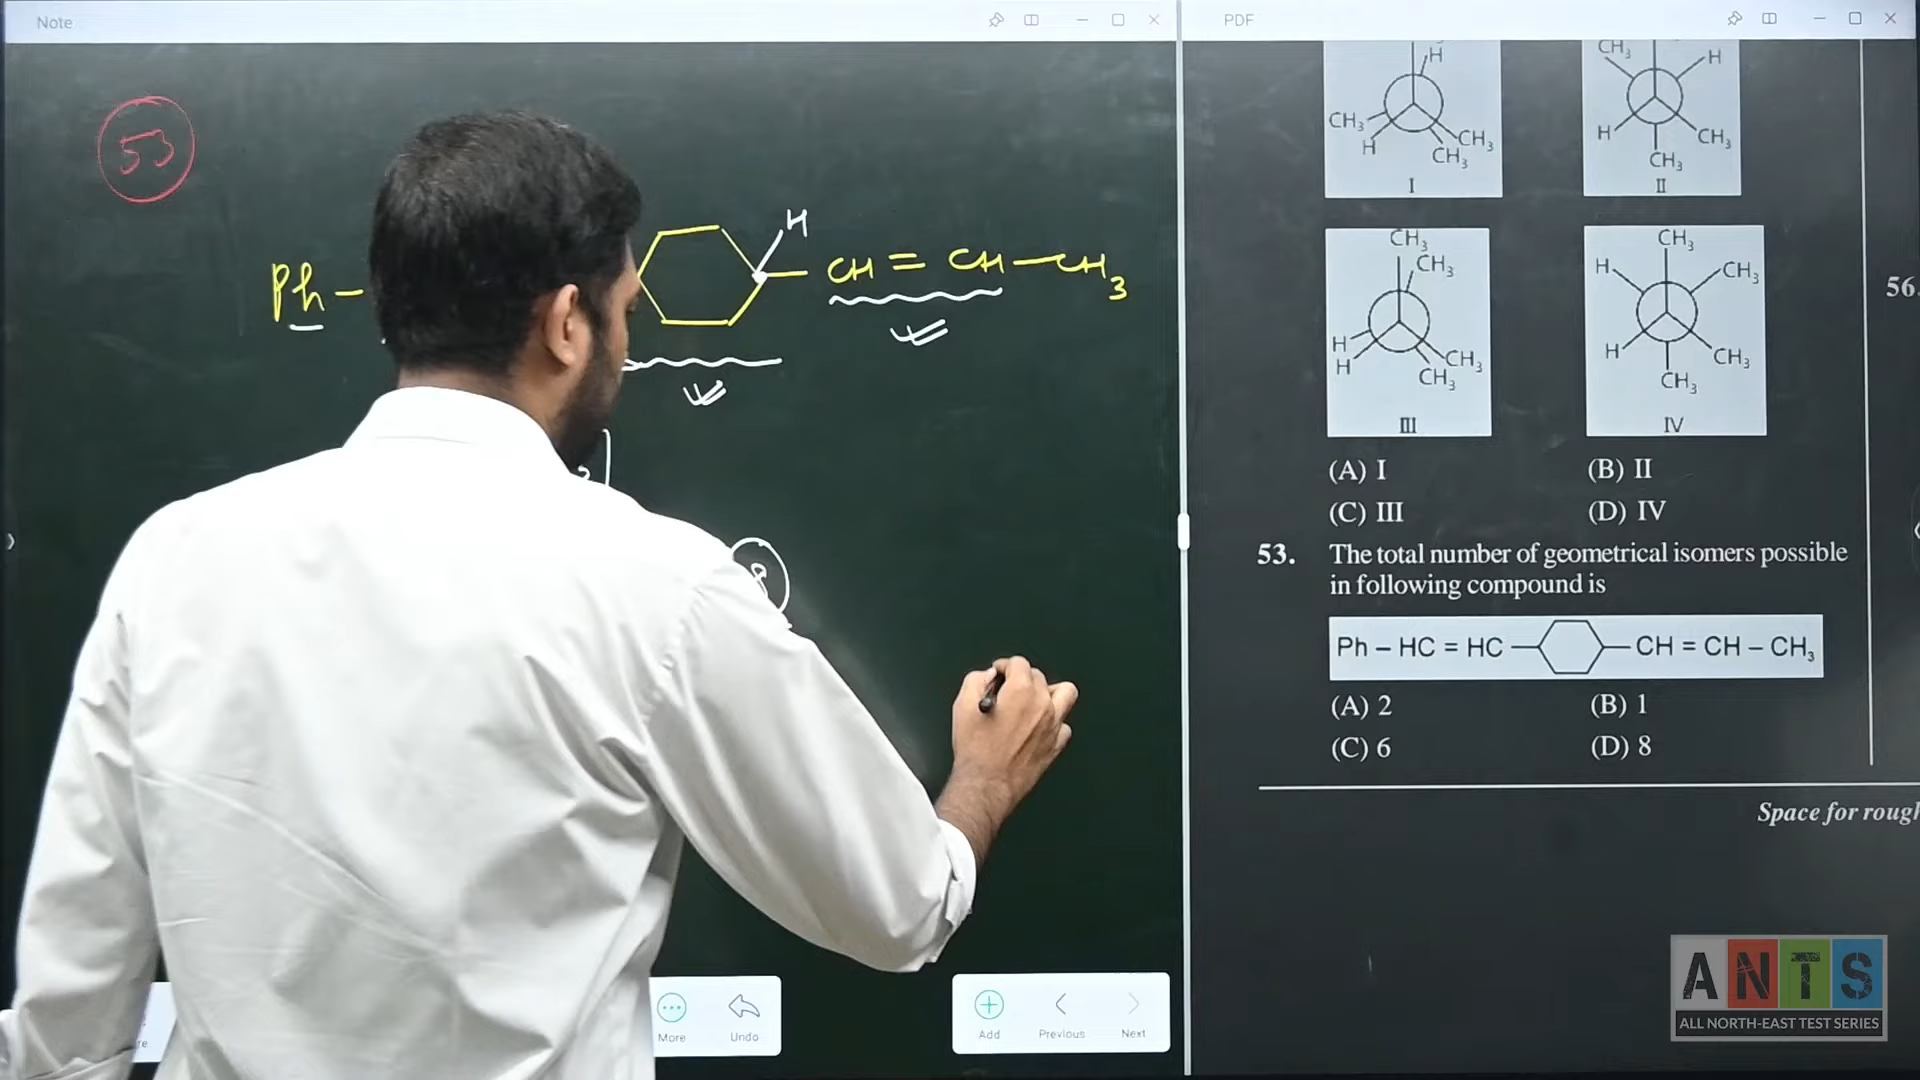 Note
PDF
53
Ph –
H
CH = CH – CH3
8
More
Undo
Add
Previous
Next
H
CH3
H
CH3
CH3
I
CH3
H
H
CH3
CH3
II
CH3
CH3
H
H
CH3
CH3
III
CH3
H
CH3
H
CH3
CH3
IV
(A) I
(B) II
(C) III
(D) IV
53. The total number of geometrical isomers possible
in following compound is
Ph – HC = HC
CH = CH – CH3
(A) 2
(B) 1
(C) 6
(D) 8
56.
Space for rough
ANTS
ALL NORTH-EAST TEST SERIES